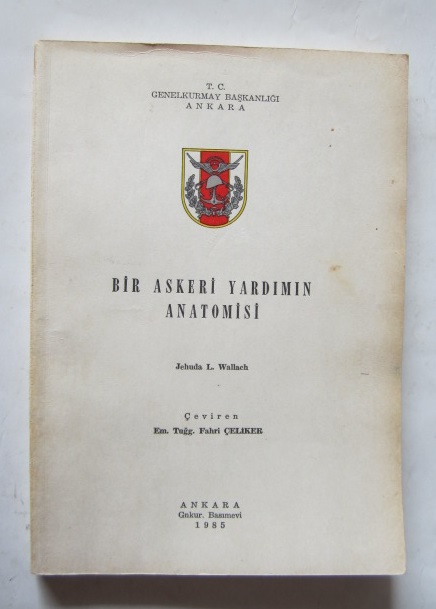 T. C.
GENELKURMAY BAŞKANLIĞI
ANKARA
BİR ASKERİ YARDIMIN
ANATOMİSİ
Jehuda L. Wallach
Çeviren
Em. Tuğg. Fahri ÇELİKER
ANKARA
Gnkur. Basımevi
1985